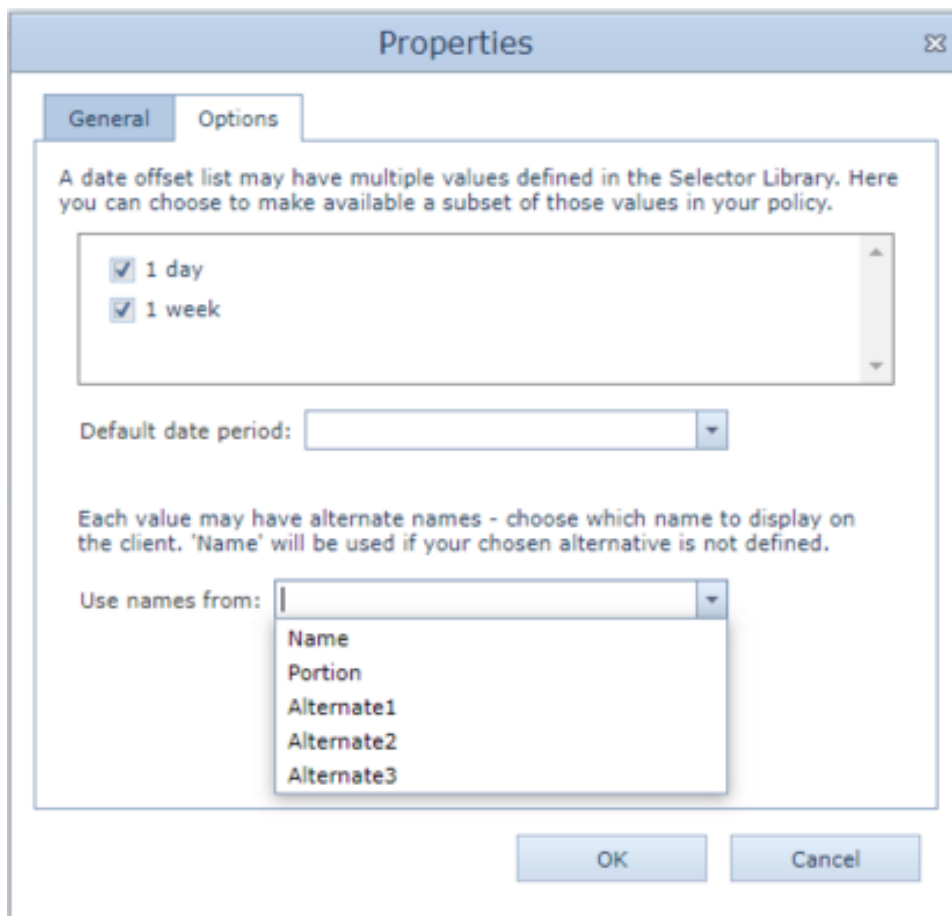 Properties
General Options
A date offset list may have multiple values defined in the Selector Library. Here
you can choose to make available a subset of those values in your policy.
1 day
1 week
Default date period:
Each value may have alternate names - choose which name to display on
the client. 'Name' will be used if your chosen alternative is not defined.
Use names from:
Name
Portion
Alternate1
Alternate2
Alternate3
OK Cancel